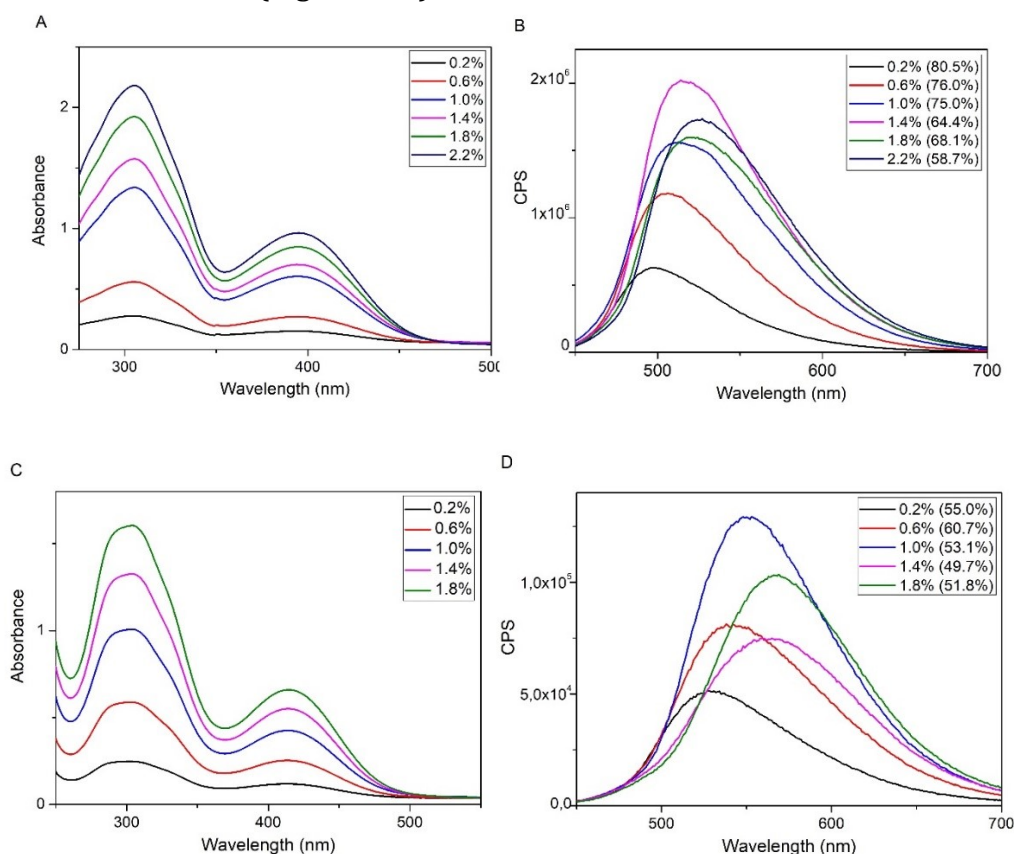 A
Absorbance
2
1
0
300
400
500
Wavelength (nm)
0.2%
0.6%
1.0%
1.4%
1.8%
2.2%
B
CPS
2x10⁶
1x10⁶
0
500
600
700
Wavelength (nm)
0.2% (80.5%)
0.6% (76.0%)
1.0% (75.0%)
1.4% (64.4%)
1.8% (68.1%)
2.2% (58.7%)
C
Absorbance
1
0
300
400
500
Wavelength (nm)
0.2%
0.6%
1.0%
1.4%
1.8%
D
CPS
1,0x10⁵
5,0x10⁴
0,0
500
600
700
Wavelength (nm)
0.2% (55.0%)
0.6% (60.7%)
1.0% (53.1%)
1.4% (49.7%)
1.8% (51.8%)